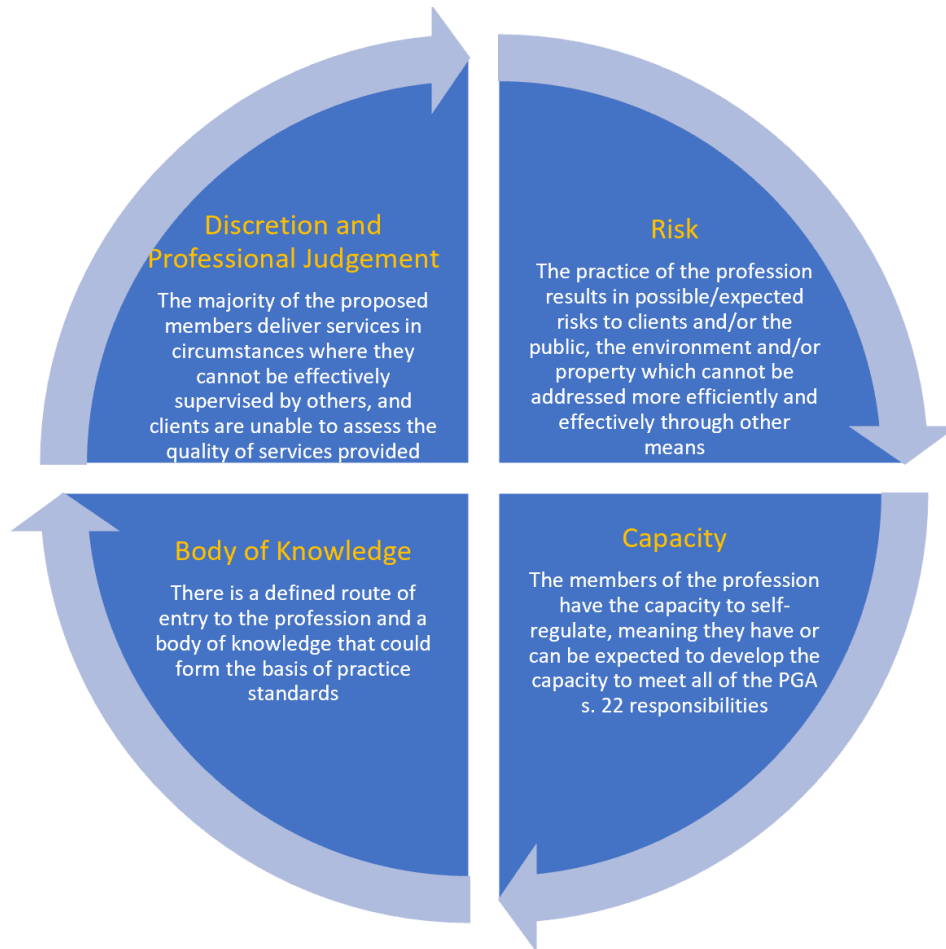 Discretion and
Professional Judgement
The majority of the proposed
members deliver services in
circumstances where they
cannot be effectively
supervised by others, and
clients are unable to assess the
quality of services provided
Risk
The practice of the profession
results in possible/expected
risks to clients and/or the
public, the environment and/or
property which cannot be
addressed more efficiently and
effectively through other
means
Body of Knowledge
There is a defined route of
entry to the profession and a
body of knowledge that could
form the basis of practice
standards
Capacity
The members of the profession
have the capacity to self-
regulate, meaning they have or
can be expected to develop the
capacity to meet all of the PGA
s. 22 responsibilities